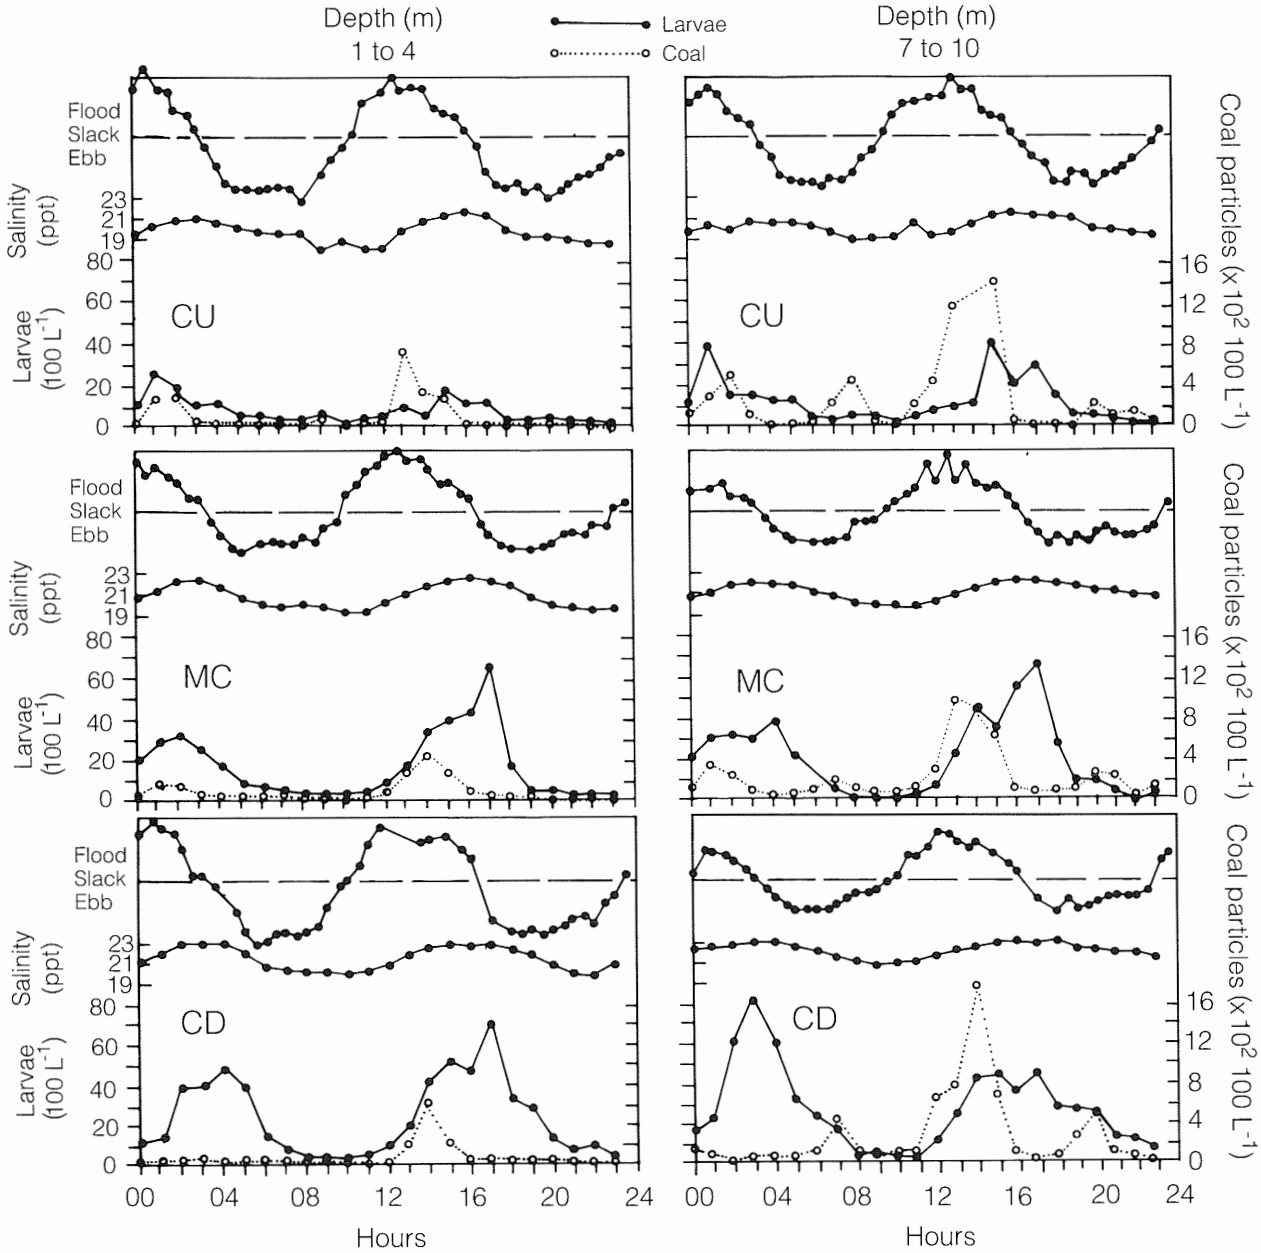 Depth (m)
1 to 4
Larvae
Coal
Depth (m)
7 to 10
Flood
Slack
Ebb
Salinity
(ppt)
23
21
19
Larvae
(100 L-1)
80
60
40
20
0
CU
CU
16
12
8
4
0
Coal particles (x10² 100 L-1)
Flood
Slack
Ebb
Salinity
(ppt)
23
21
19
Larvae
(100 L-1)
80
60
40
20
0
MC
MC
16
12
8
4
0
Coal particles (x10² 100 L-1)
Flood
Slack
Ebb
Salinity
(ppt)
23
21
19
Larvae
(100 L-1)
80
60
40
20
0
CD
CD
16
12
8
4
0
Coal particles (x10² 100 L-1)
00 04 08 12 16 20 24
Hours
00 04 08 12 16 20 24
Hours